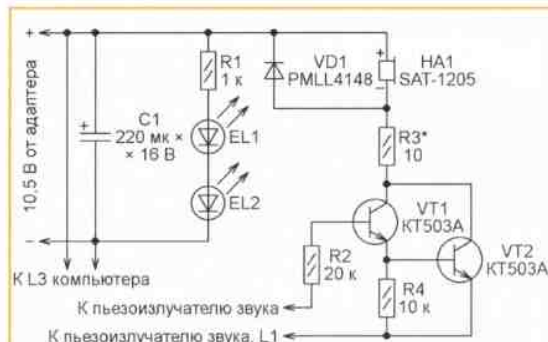 +
10,5 В от адаптера
−
C1
220 мк ×
× 16 В
+
R1
1 к
EL1
EL2
VD1
PMLL4148
+
−
HA1
SAT-1205
R3*
10
VT1
КТ503А
VT2
КТ503А
R2
20 к
R4
10 к
К L3 компьютера
К пьезоизлучателю звука
К пьезоизлучателю звука, L1